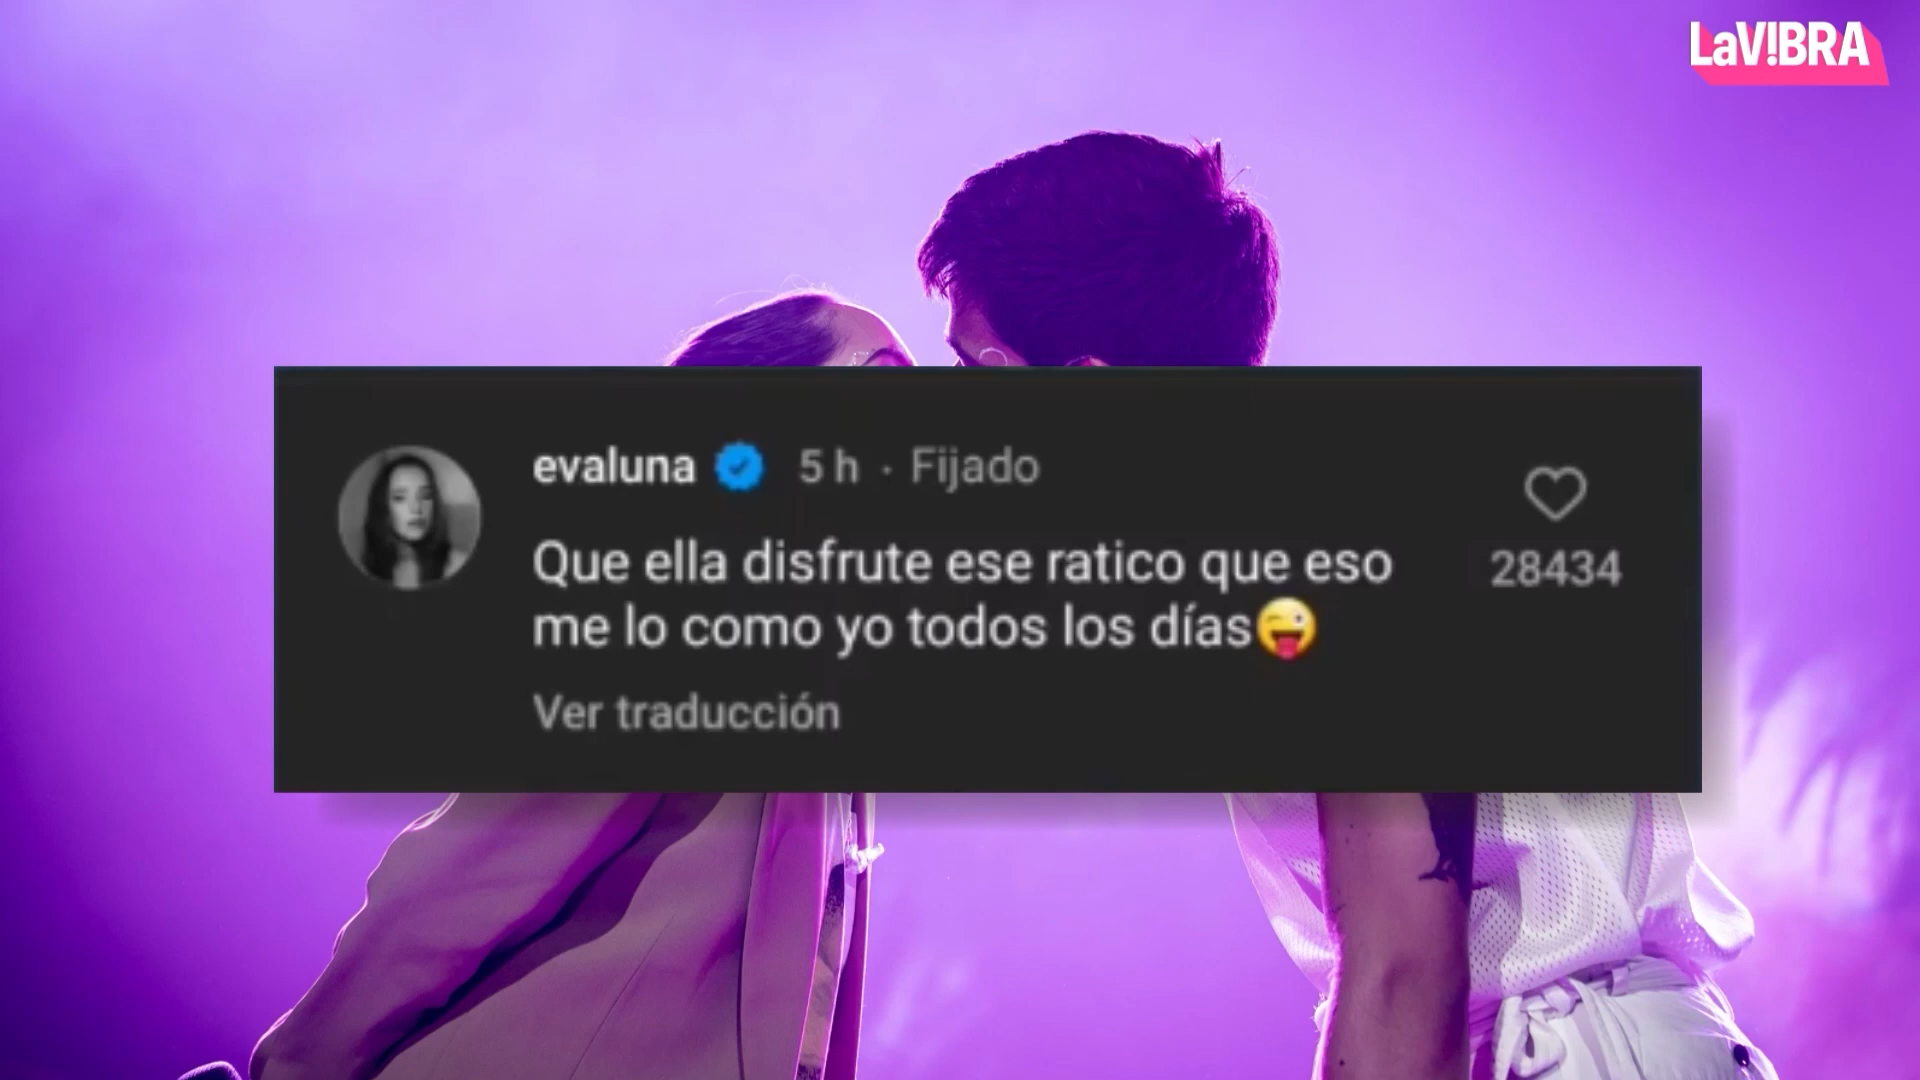 LaV!BRA
evaluna 5 h · Fijado
Que ella disfrute ese ratico que eso
me lo como yo todos los días😜
28434
Ver traducción